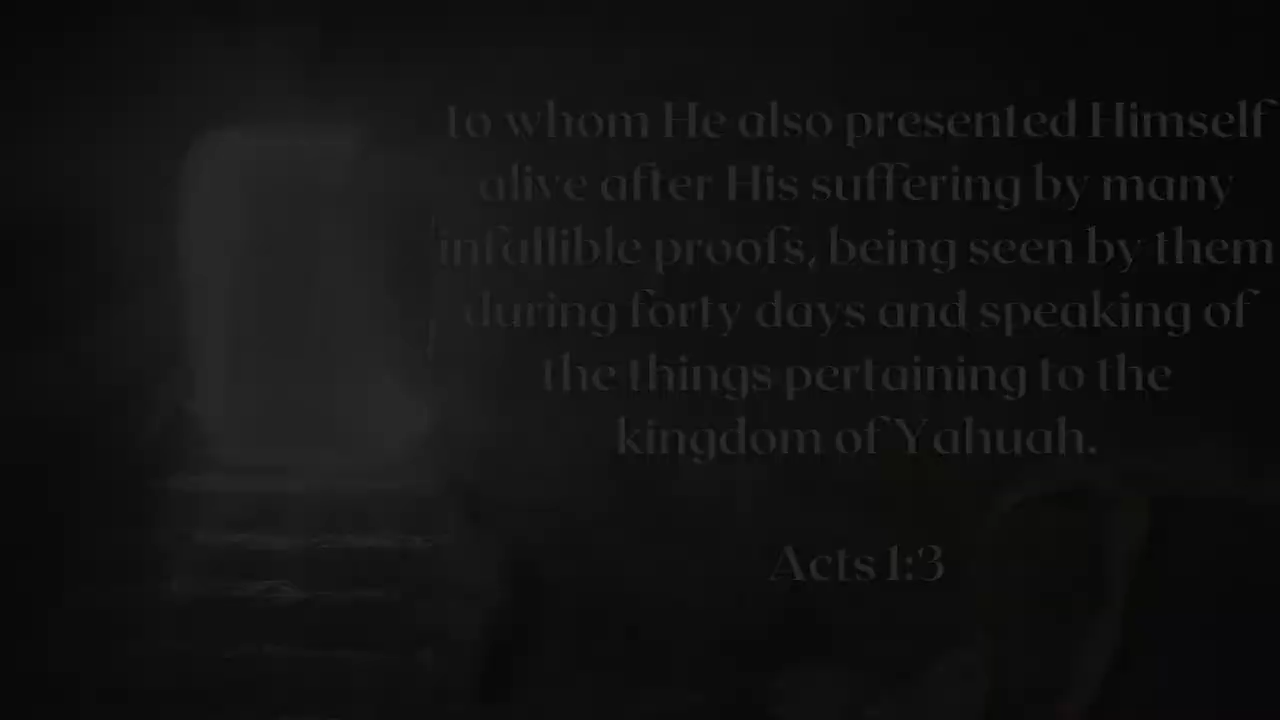 to whom He also presented Himself
alive after His suffering by many
infallible proofs, being seen by them
during forty days and speaking of
the things pertaining to the
kingdom of Yahuah.
Acts 1:3